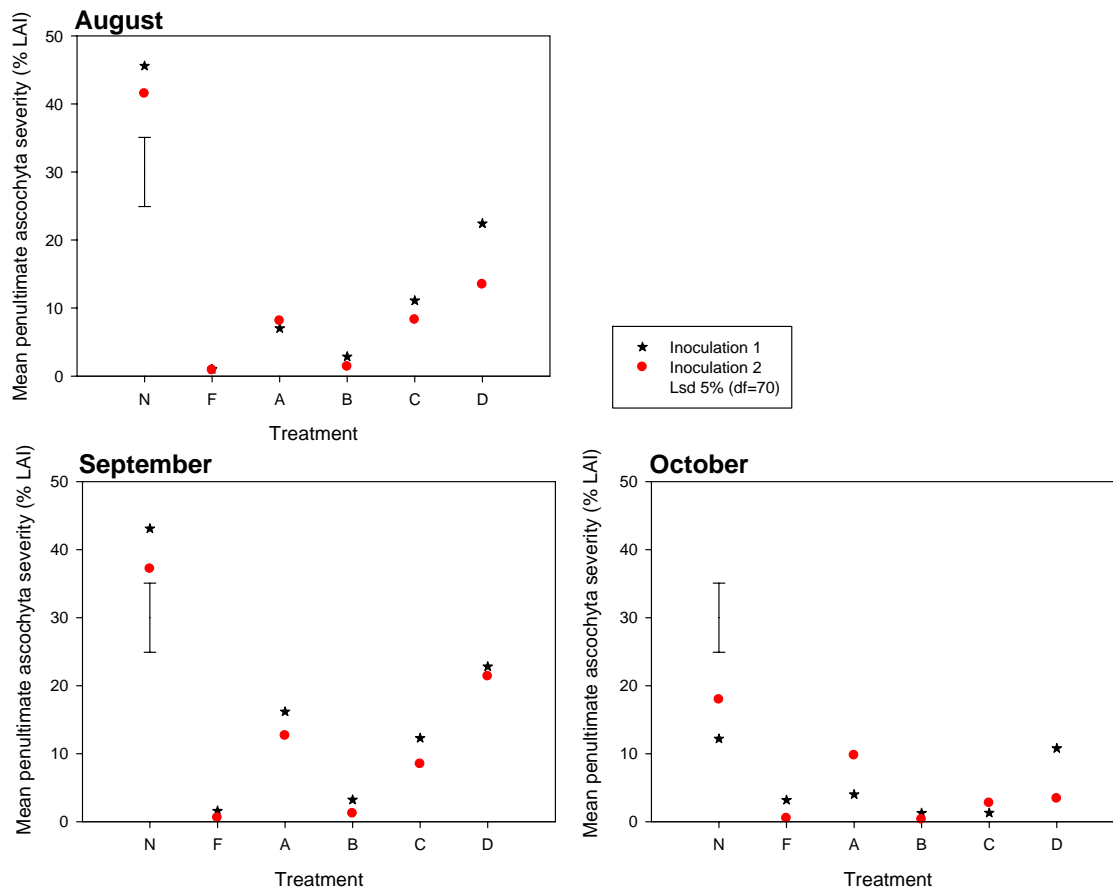 August
Mean penultimate ascochyta severity (% LAI)
50
40
30
20
10
0
N F A B C D
Treatment
Inoculation 1
Inoculation 2
Lsd 5% (df=70)
September
Mean penultimate ascochyta severity (% LAI)
50
40
30
20
10
0
N F A B C D
Treatment
October
Mean penultimate ascochyta severity (% LAI)
50
40
30
20
10
0
N F A B C D
Treatment